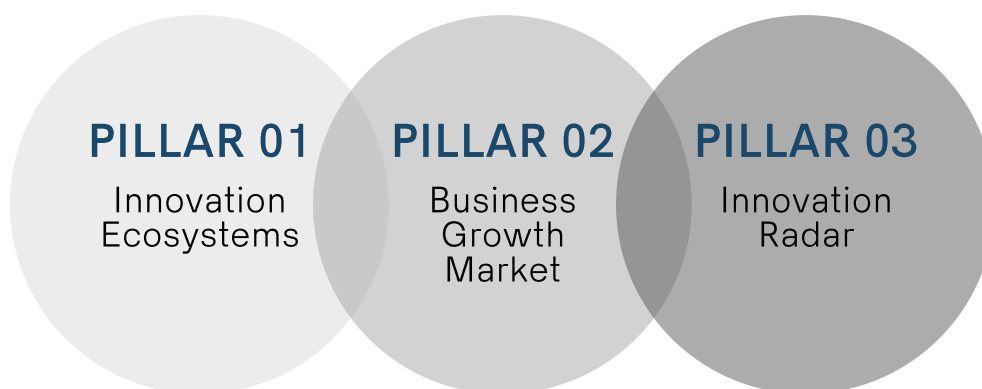 PILLAR 01
Innovation
Ecosystems
PILLAR 02
Business
Growth
Market
PILLAR 03
Innovation
Radar